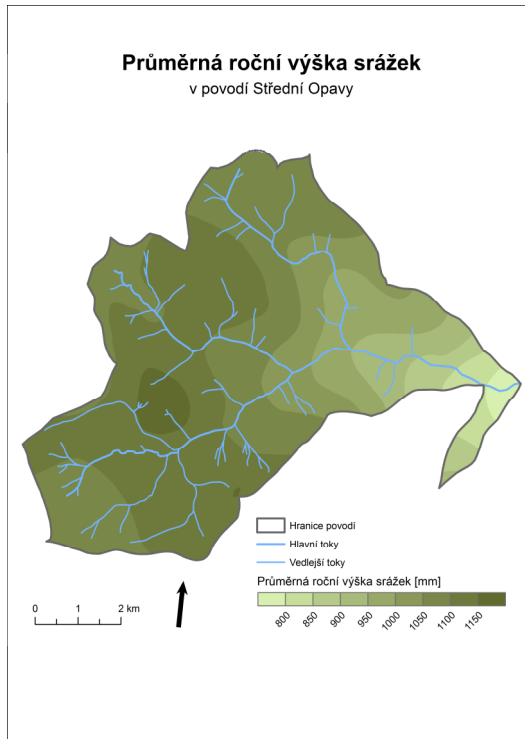 Průměrná roční výška srážek
v povodí Střední Opavy
Hranice povodí
Hlavní toky
Vedlejší toky
Průměrná roční výška srážek [mm]
0 1 2 km
800 850 900 950 1000 1050 1100 1150